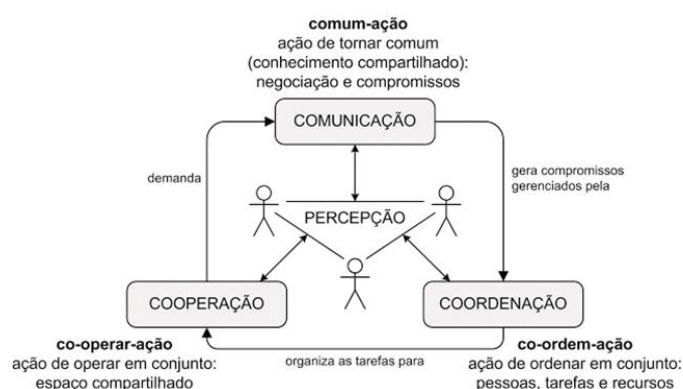 comum-ação
ação de tornar comum
(conhecimento compartilhado):
negociação e compromissos
COMUNICAÇÃO
demanda
gera compromissos
gerenciados pela
PERCEPÇÃO
COOPERAÇÃO
COORDENAÇÃO
co-operar-ação
ação de operar em conjunto:
espaço compartilhado
organiza as tarefas para
co-ordem-ação
ação de ordenar em conjunto:
pessoas, tarefas e recursos